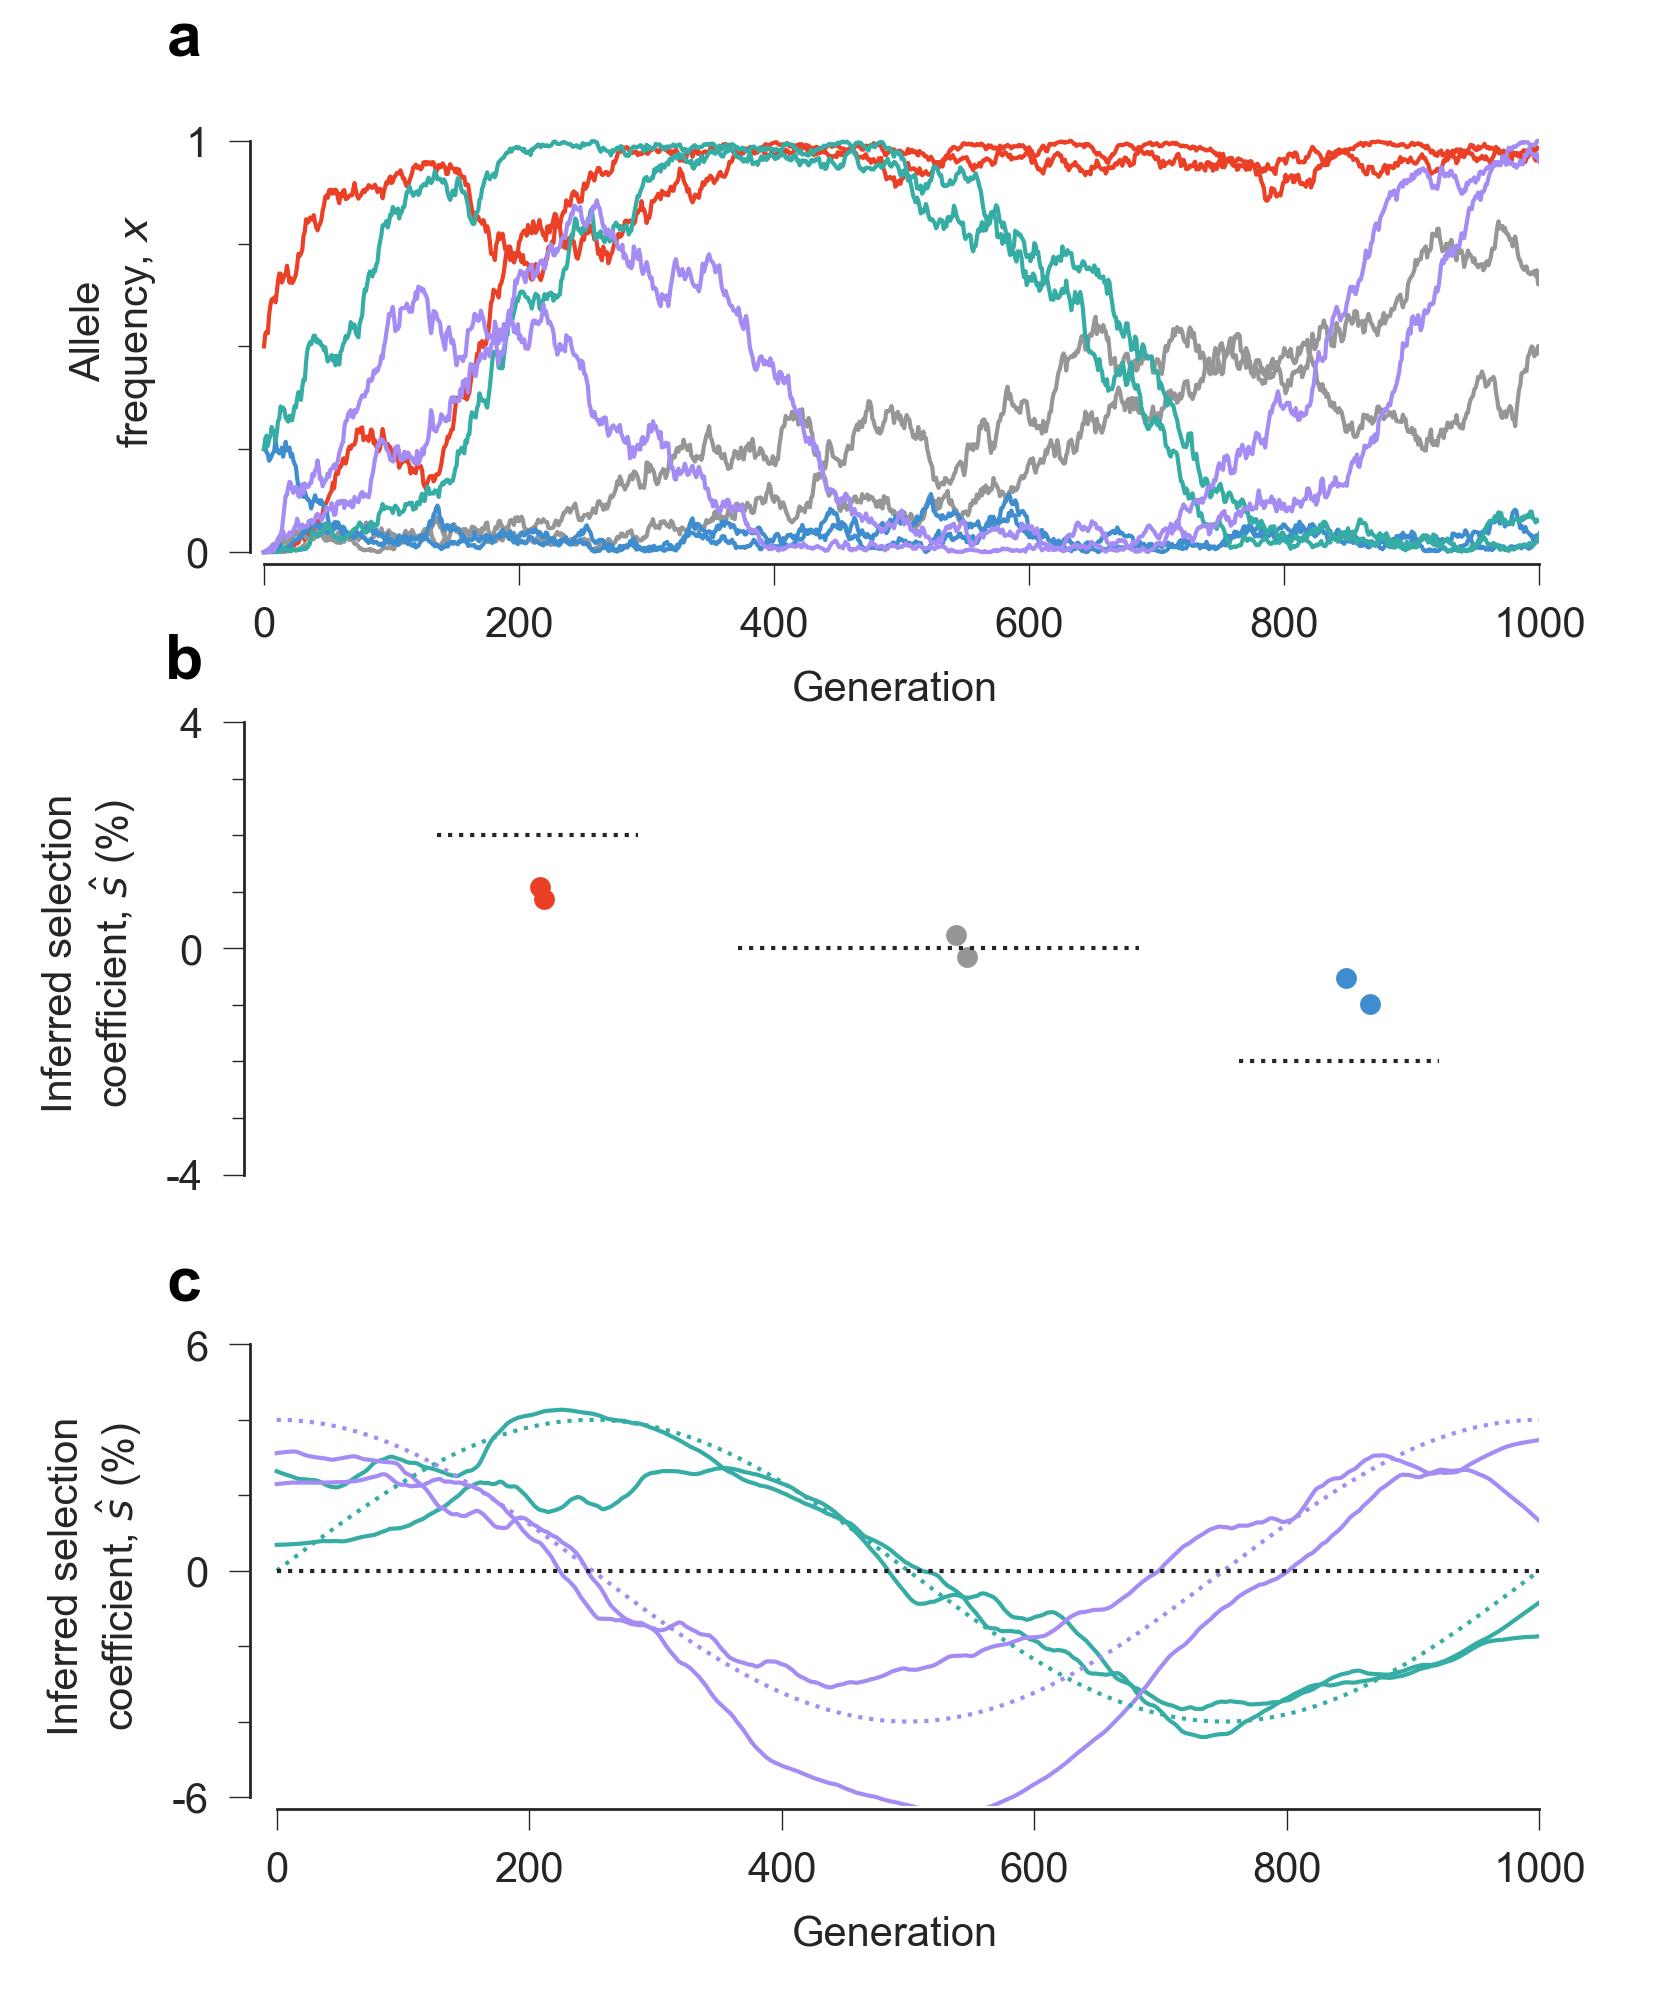 a
Allele
frequency, x
1
0
0 200 400 600 800 1000
Generation
b
Inferred selection
coefficient, ŝ (%)
4
0
-4
c
Inferred selection
coefficient, ŝ (%)
6
0
-6
0 200 400 600 800 1000
Generation